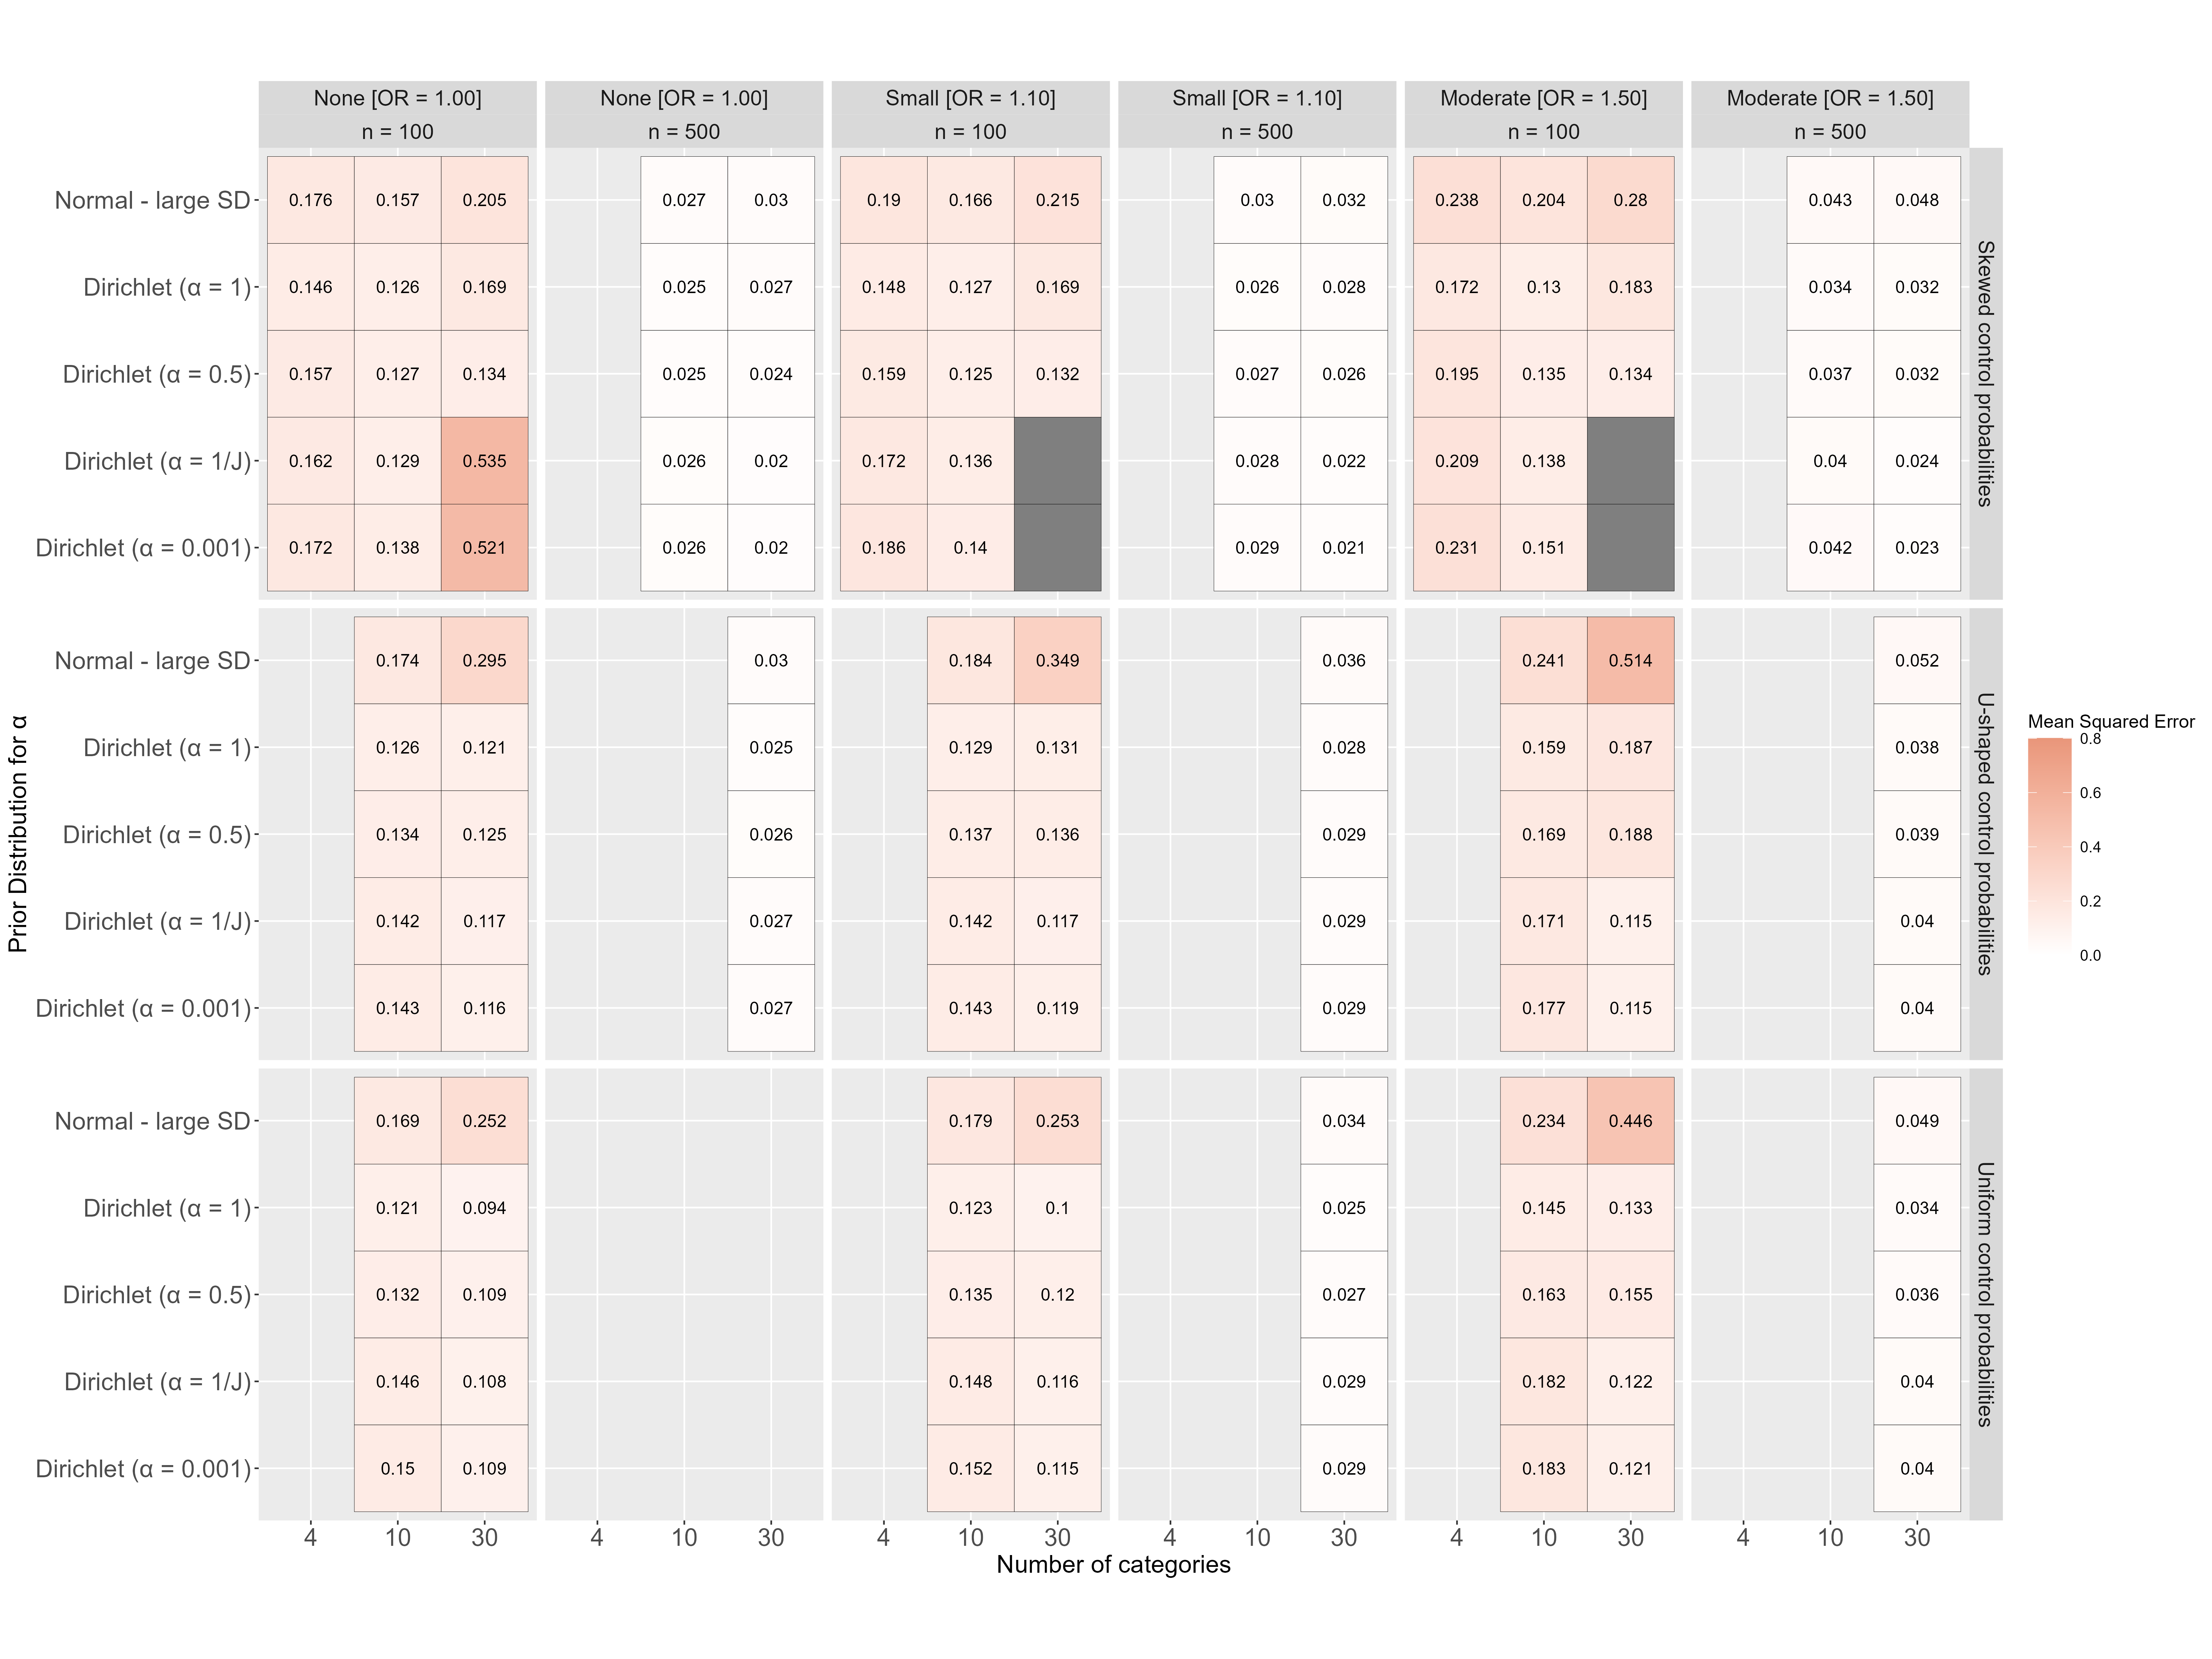 None [OR = 1.00] None [OR = 1.00] Small [OR = 1.10] Small [OR = 1.10] Moderate [OR = 1.50] Moderate [OR = 1.50]
n = 100 n = 500 n = 100 n = 500 n = 100 n = 500
Normal - large SD 0.176 0.157 0.205 0.027 0.03 0.19 0.166 0.215 0.03 0.032 0.238 0.204 0.28 0.043 0.048
Dirichlet (α = 1) 0.146 0.126 0.169 0.025 0.027 0.148 0.127 0.169 0.026 0.028 0.172 0.13 0.183 0.034 0.032
Dirichlet (α = 0.5) 0.157 0.127 0.134 0.025 0.024 0.159 0.125 0.132 0.027 0.026 0.195 0.135 0.134 0.037 0.032
Dirichlet (α = 1/J) 0.162 0.129 0.535 0.026 0.02 0.172 0.136 0.028 0.022 0.209 0.138 0.04 0.024
Dirichlet (α = 0.001) 0.172 0.138 0.521 0.026 0.02 0.186 0.14 0.029 0.021 0.231 0.151 0.042 0.023
Skewed control probabilities
Normal - large SD 0.174 0.295 0.03 0.184 0.349 0.036 0.241 0.514 0.052
Dirichlet (α = 1) 0.126 0.121 0.025 0.129 0.131 0.028 0.159 0.187 0.038
Dirichlet (α = 0.5) 0.134 0.125 0.026 0.137 0.136 0.029 0.169 0.188 0.039
Dirichlet (α = 1/J) 0.142 0.117 0.027 0.142 0.117 0.029 0.171 0.115 0.04
Dirichlet (α = 0.001) 0.143 0.116 0.027 0.143 0.119 0.029 0.177 0.115 0.04
U-shaped control probabilities
Normal - large SD 0.169 0.252 0.179 0.253 0.034 0.234 0.446 0.049
Dirichlet (α = 1) 0.121 0.094 0.123 0.1 0.025 0.145 0.133 0.034
Dirichlet (α = 0.5) 0.132 0.109 0.135 0.12 0.027 0.163 0.155 0.036
Dirichlet (α = 1/J) 0.146 0.108 0.148 0.116 0.029 0.182 0.122 0.04
Dirichlet (α = 0.001) 0.15 0.109 0.152 0.115 0.029 0.183 0.121 0.04
Uniform control probabilities
4 10 30 4 10 30 4 10 30 4 10 30 4 10 30 4 10 30
Number of categories
Prior Distribution for α
Mean Squared Error
0.8
0.6
0.4
0.2
0.0